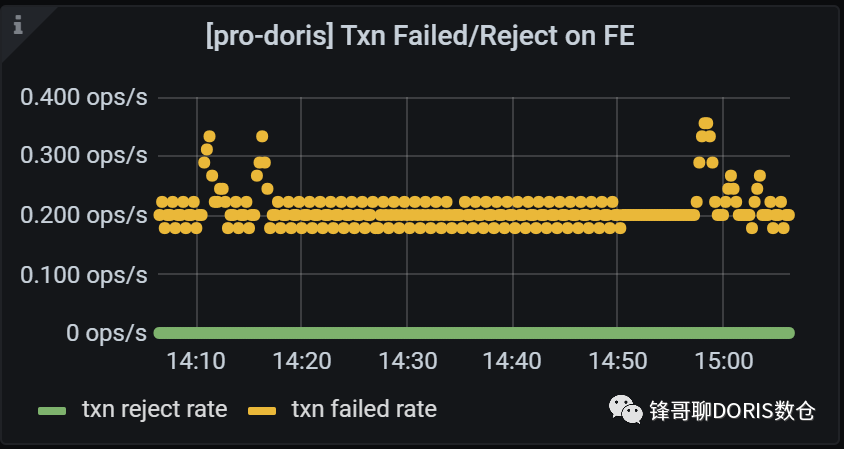 [pro-doris] Txn Failed/Reject on FE
0.400 ops/s
0.300 ops/s
0.200 ops/s
0.100 ops/s
0 ops/s
14:10 14:20 14:30 14:40 14:50 15:00
txn reject rate txn failed rate
锋哥聊DORIS数仓